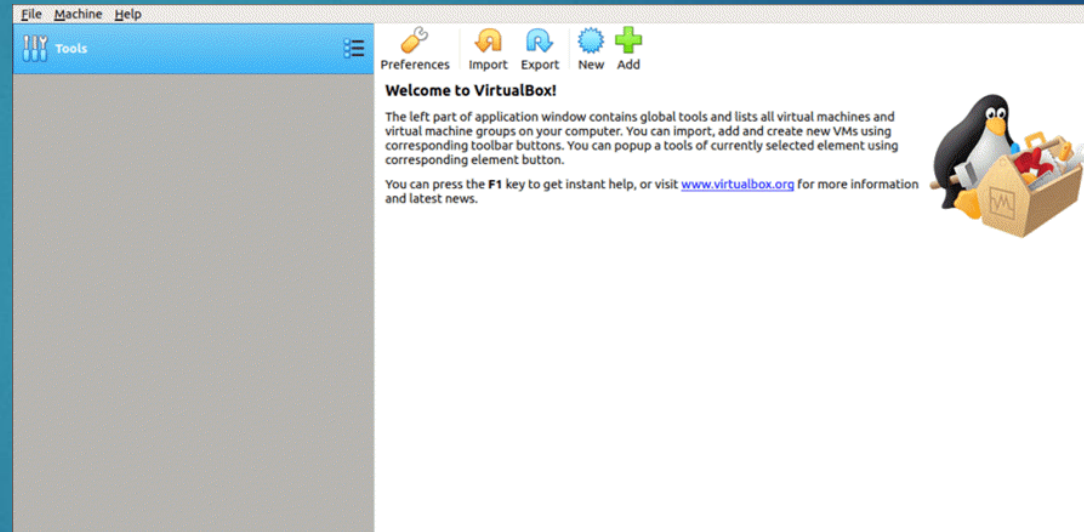 File Machine Help
Tools
Preferences Import Export New Add
Welcome to VirtualBox!
The left part of application window contains global tools and lists all virtual machines and
virtual machine groups on your computer. You can import, add and create new VMs using
corresponding toolbar buttons. You can popup a tools of currently selected element using
corresponding element button.
You can press the F1 key to get instant help, or visit www.virtualbox.org for more information
and latest news.